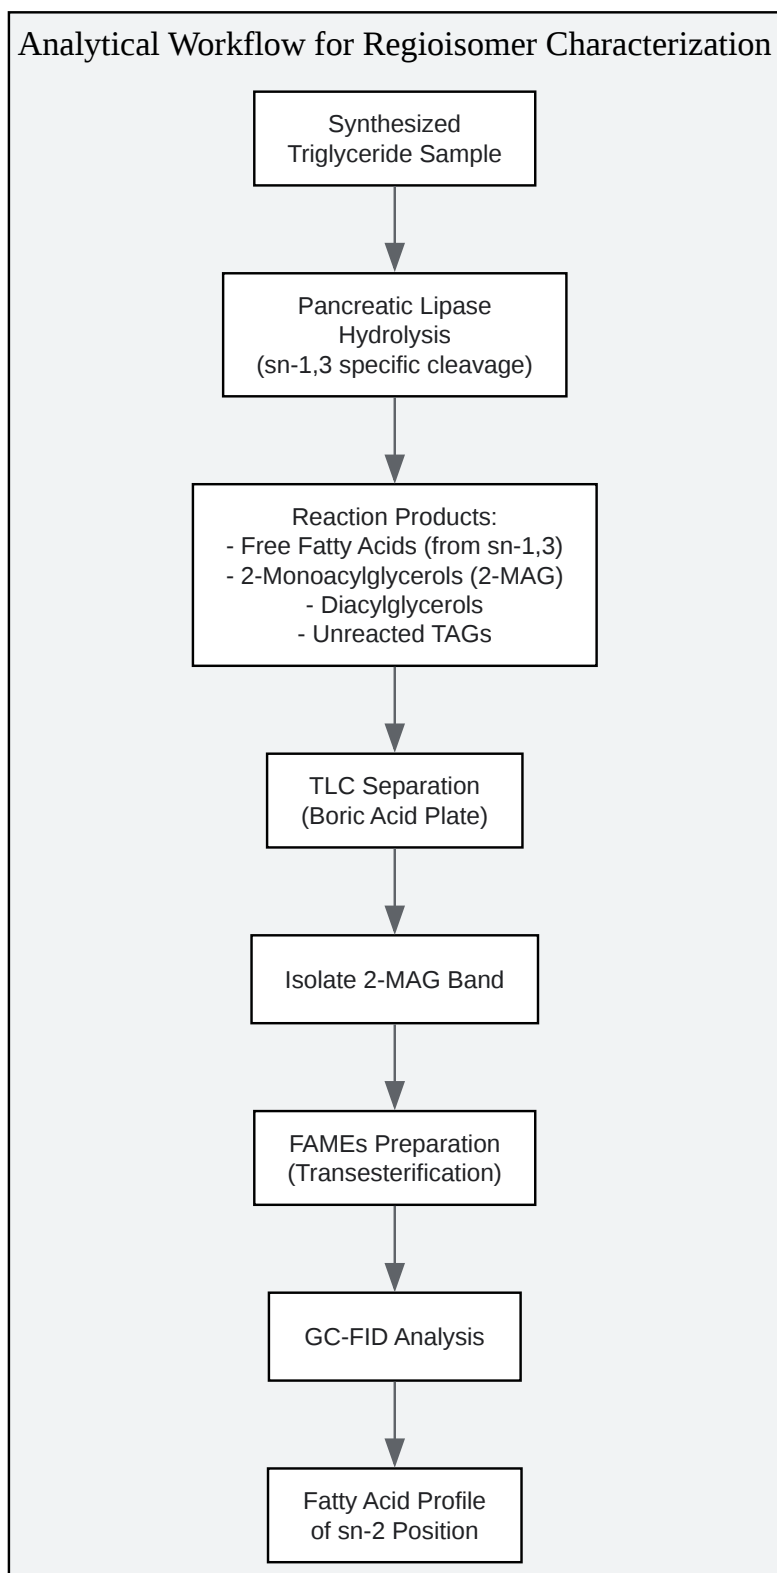 Analytical Workflow for Regioisomer Characterization
Synthesized
Triglyceride Sample
Pancreatic Lipase
Hydrolysis
(sn-1,3 specific cleavage)
Reaction Products:
- Free Fatty Acids (from sn-1,3)
- 2-Monoacylglycerols (2-MAG)
- Diacylglycerols
- Unreacted TAGs
TLC Separation
(Boric Acid Plate)
Isolate 2-MAG Band
FAMEs Preparation
(Transesterification)
GC-FID Analysis
Fatty Acid Profile
of sn-2 Position